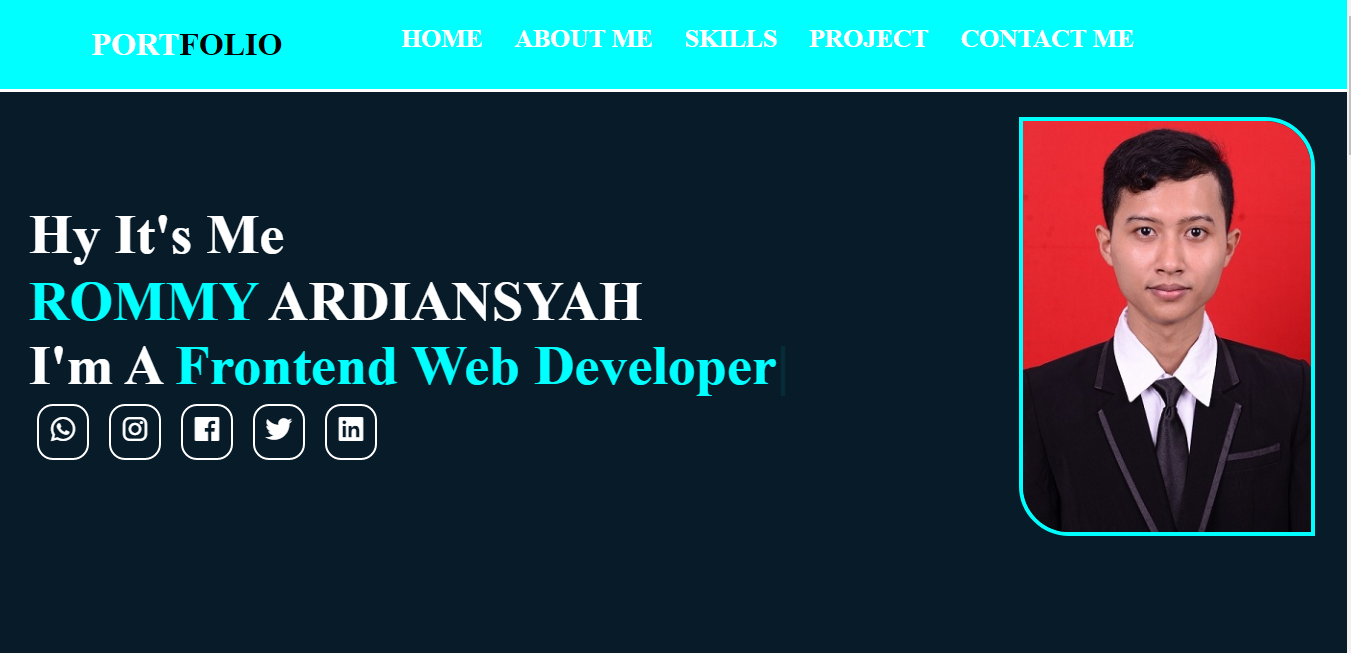 PORTFOLIO
HOME ABOUT ME SKILLS PROJECT CONTACT ME
Hy It's Me
ROMMY ARDIANSYAH
I'm A Frontend Web Developer